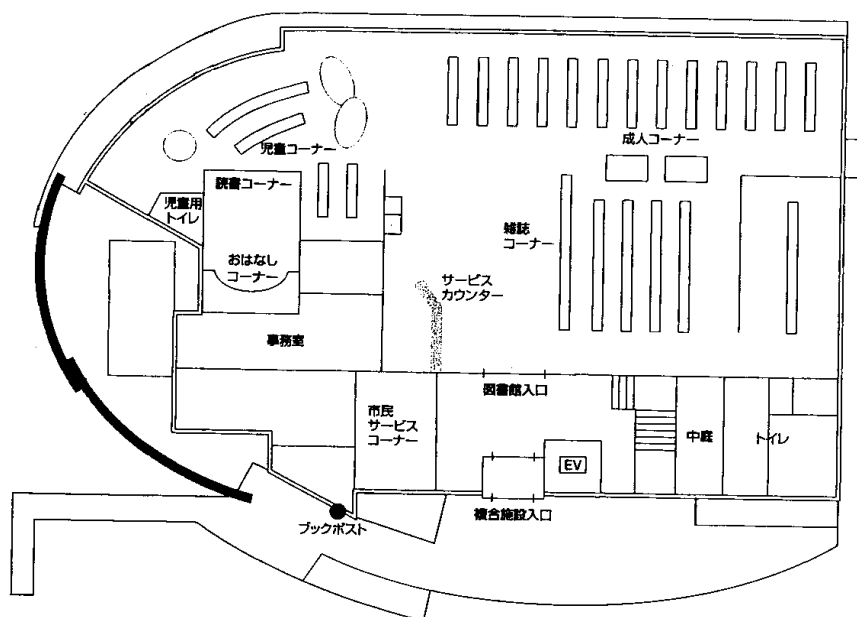 成人コーナー
児童コーナー
読書コーナー
児童用
トイレ
雑誌
コーナー
おはなし
コーナー
サービス
カウンター
事務室
図書館入口
市民
サービス
コーナー
中庭
トイレ
EV
複合施設入口
ブックポスト